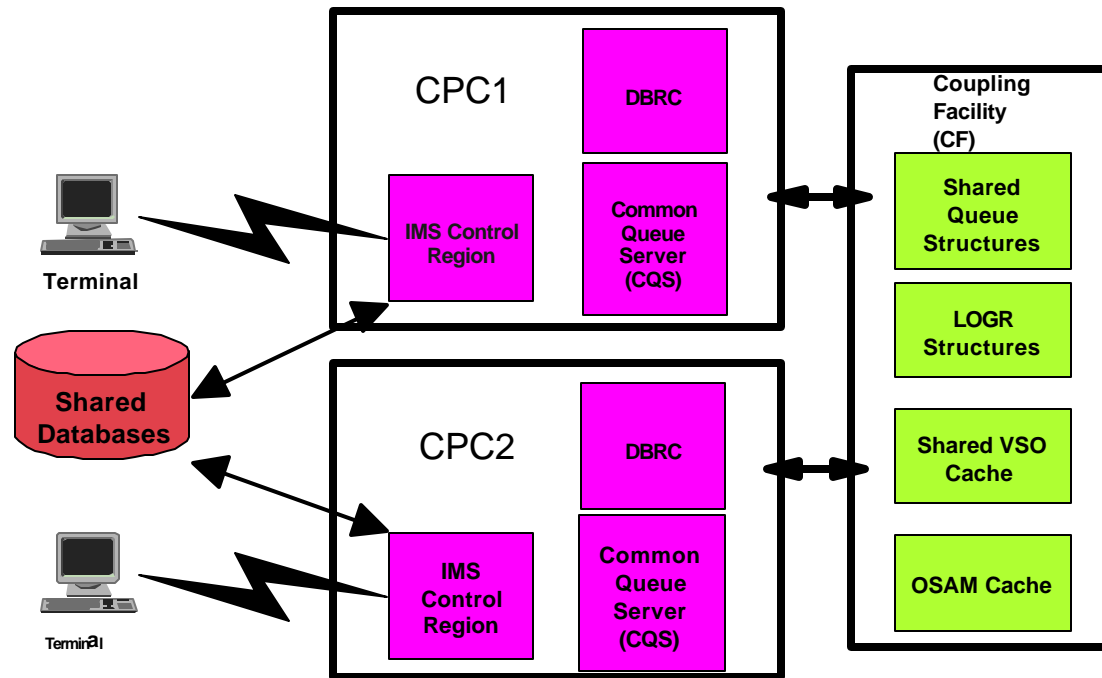 CPC1
DBRC
IMS Control
Region
Common
Queue
Server
(CQS)
Terminal
Shared
Databases
CPC2
DBRC
IMS
Control
Region
Common
Queue
Server
(CQS)
Terminal
Coupling
Facility
(CF)
Shared
Queue
Structures
LOGR
Structures
Shared VSO
Cache
OSAM Cache